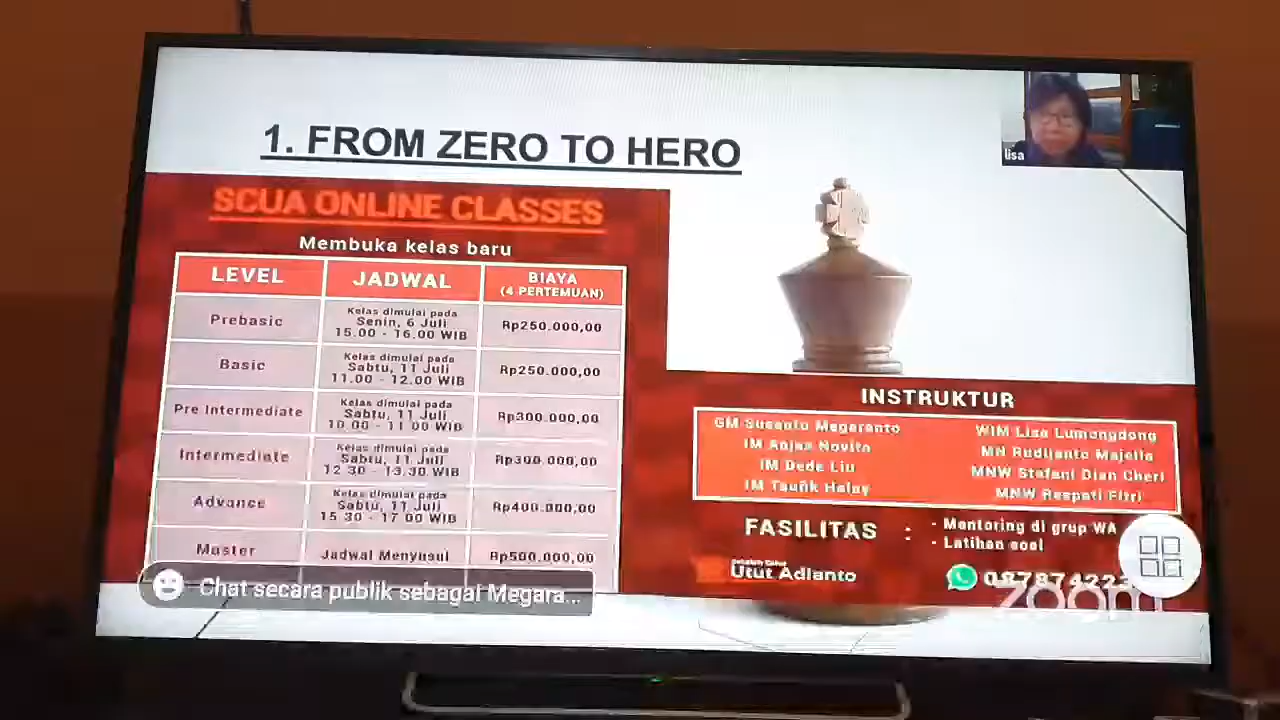 1. FROM ZERO TO HERO
lisa
SCUA ONLINE CLASSES
Membuka kelas baru
LEVEL JADWAL BIAYA (4 PERTEMUAN)
Prebasic Kelas dimulai pada Senin, 6 Juli 15.00 - 16.00 WIB Rp250.000,00
Basic Kelas dimulai pada Sabtu, 11 Juli 11.00 - 12.00 WIB Rp250.000,00
Pre Intermediate Kelas dimulai pada Sabtu, 11 Juli 10.00 - 11.00 WIB Rp300.000,00
Intermediate Kelas dimulai pada Sabtu, 11 Juli 12.30 - 13.30 WIB Rp300.000,00
Advance Kelas dimulai pada Sabtu, 11 Juli 15.30 - 17.00 WIB Rp400.000,00
Master Jadwal Menyusul Rp500.000,00
Chat secara publik sebagai Megara...
INSTRUKTUR
GM Susanto Megaranto
IM Anjas Novita
IM Dede Liu
IM Taufik Halay
WIM Lisa Lumongdong
MN Rudijanto Majella
MNW Stefani Dian Cheri
MNW Raspati Fitri
FASILITAS : - Mentoring di grup WA
- Latihan soal
Sekolah Catur
Utut Adianto
087874223
zoom